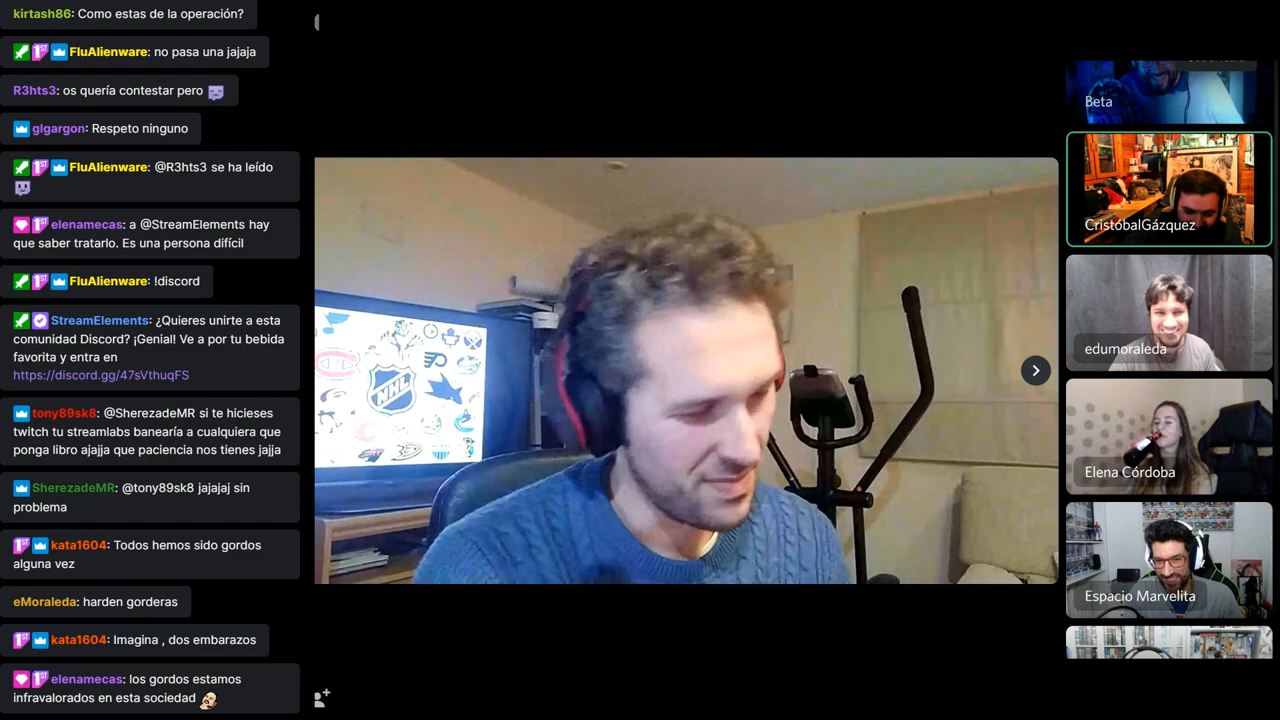 kirtash86: Como estas de la operación?
FluAlienware: no pasa una jajaja
R3hts3: os quería contestar pero
glgargon: Respeto ninguno
FluAlienware: @R3hts3 se ha leído
elenamecas: a @StreamElements hay
que saber tratarlo. Es una persona difícil
FluAlienware: !discord
StreamElements: ¿Quieres unirte a esta
comunidad Discord? ¡Genial! Ve a por tu bebida
favorita y entra en
https://discord.gg/47sVthuqFS
tony89sk8: @SherezadeMR si te hicieses
twitch tu streamlabs banearía a cualquiera que
ponga libro ajajja que paciencia nos tienes jajja
SherezadeMR: @tony89sk8 jajajaj sin
problema
kata1604: Todos hemos sido gordos
alguna vez
eMoraleda: harden gorderas
kata1604: Imagina , dos embarazos
elenamecas: los gordos estamos
infravalorados en esta sociedad
NHL
Beta
CristóbalGázquez
edumoraleda
Elena Córdoba
Espacio Marvelita